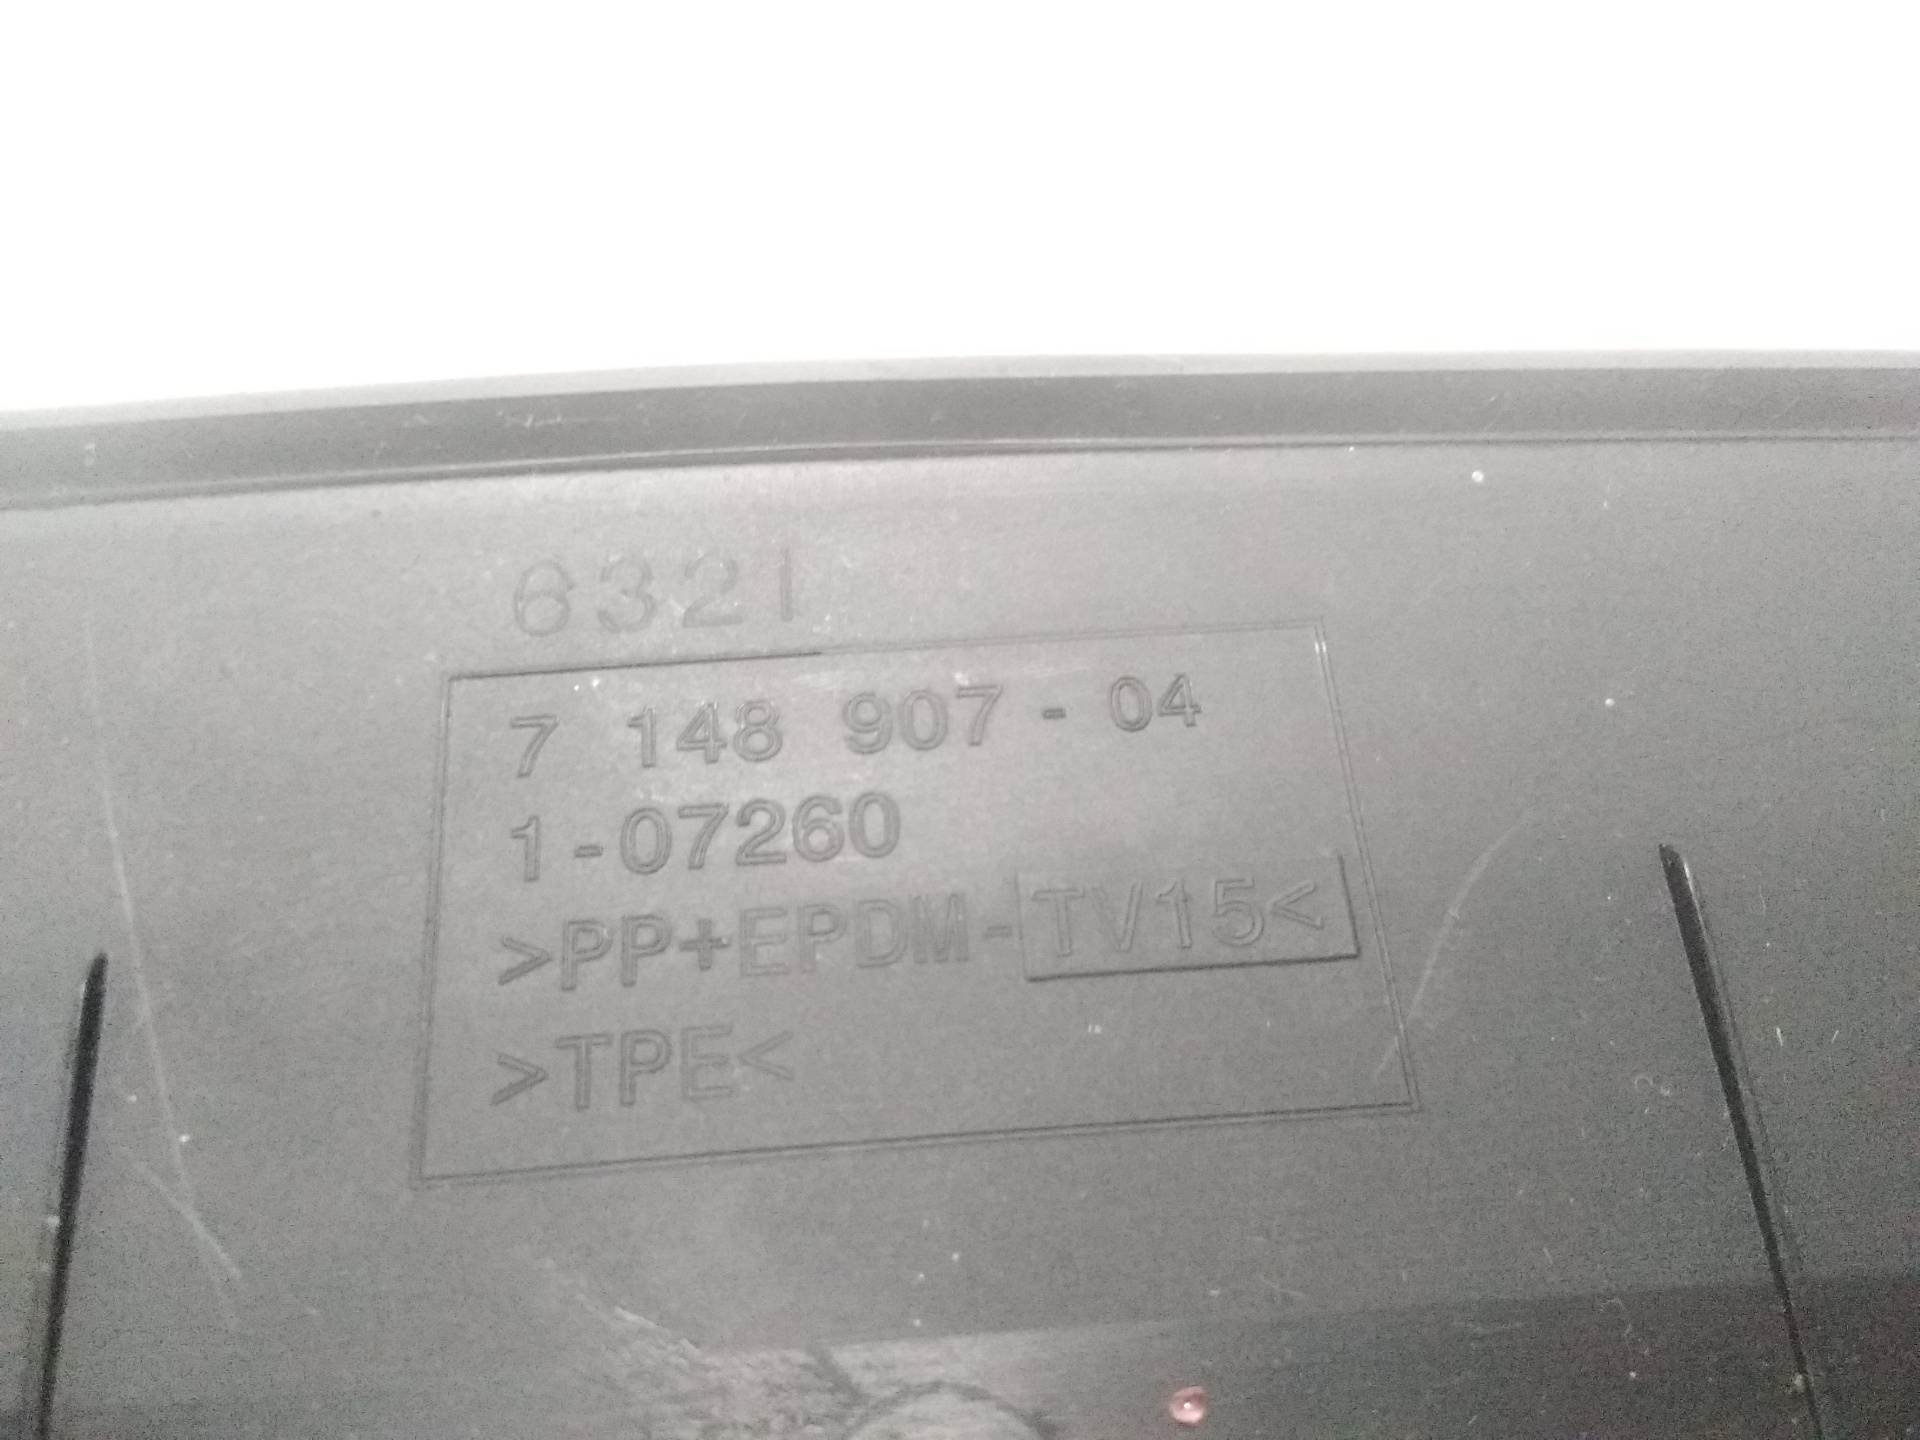 6321
7 148 907 - 04
1-07260
>PP+EPDM-TV15<
>TPE<